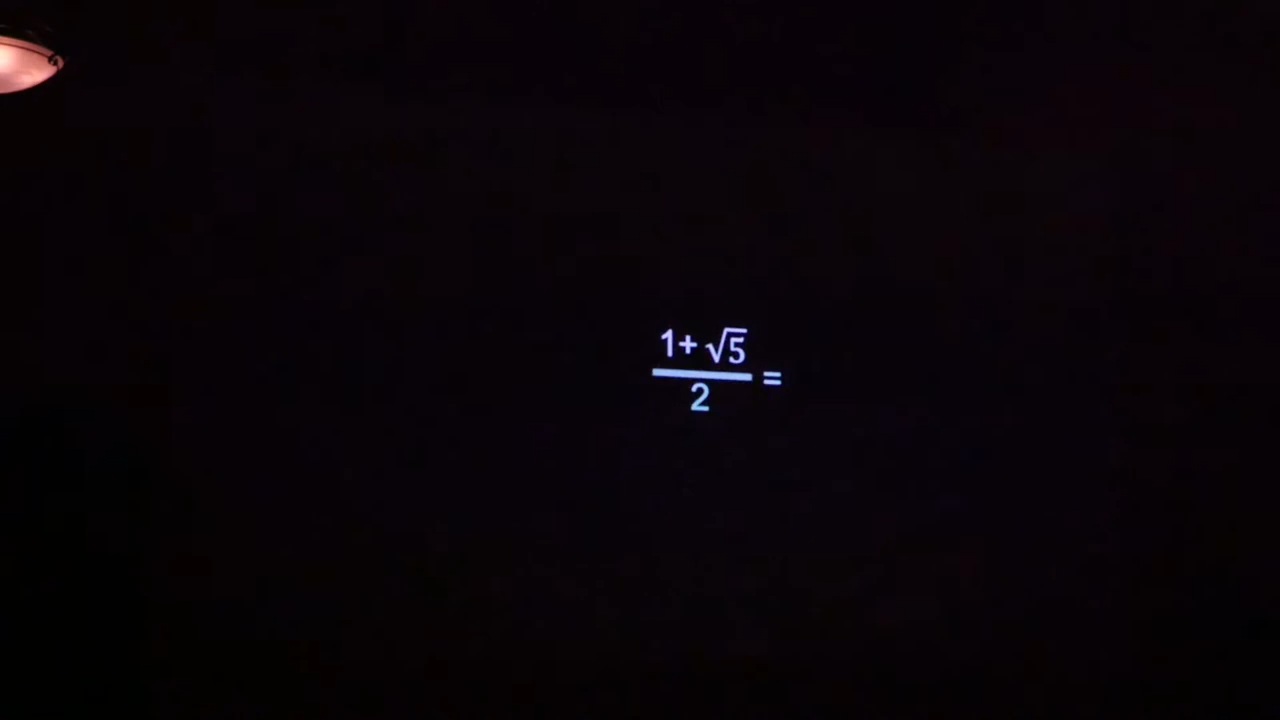 1+ √5
2 =